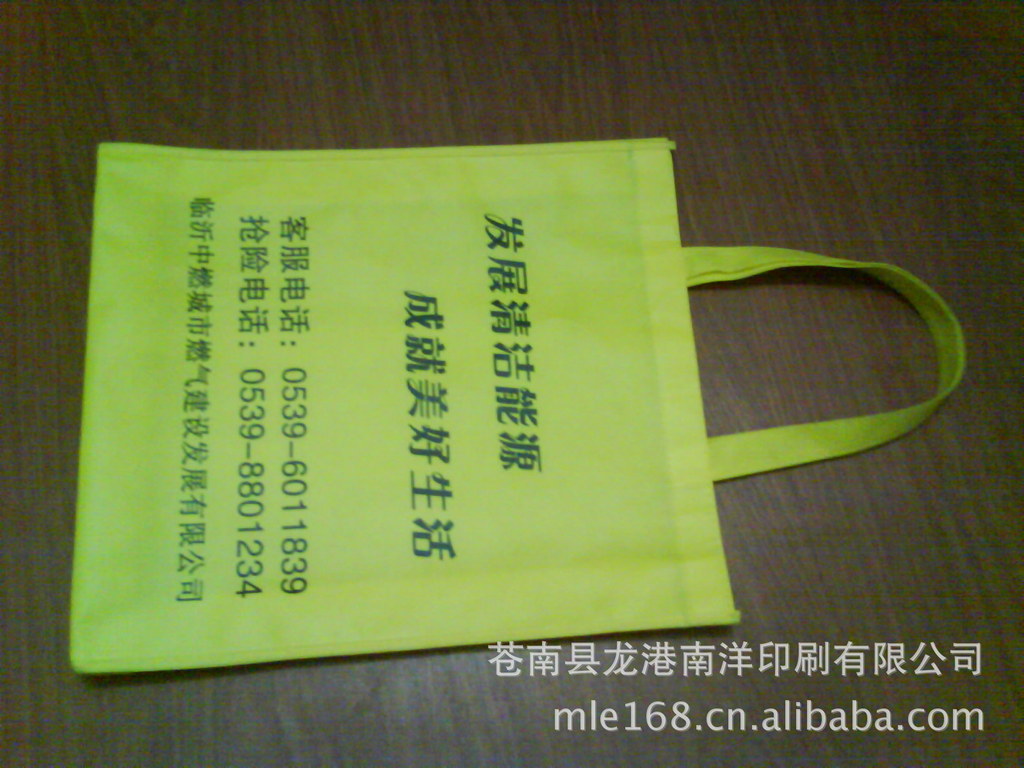 发展清洁能源
成就美好生活
客服电话：0539-6011839
抢险电话：0539-8801234
临沂中燃城市燃气建设发展有限公司
苍南县龙港南洋印刷有限公司
mle168.cn.alibaba.com